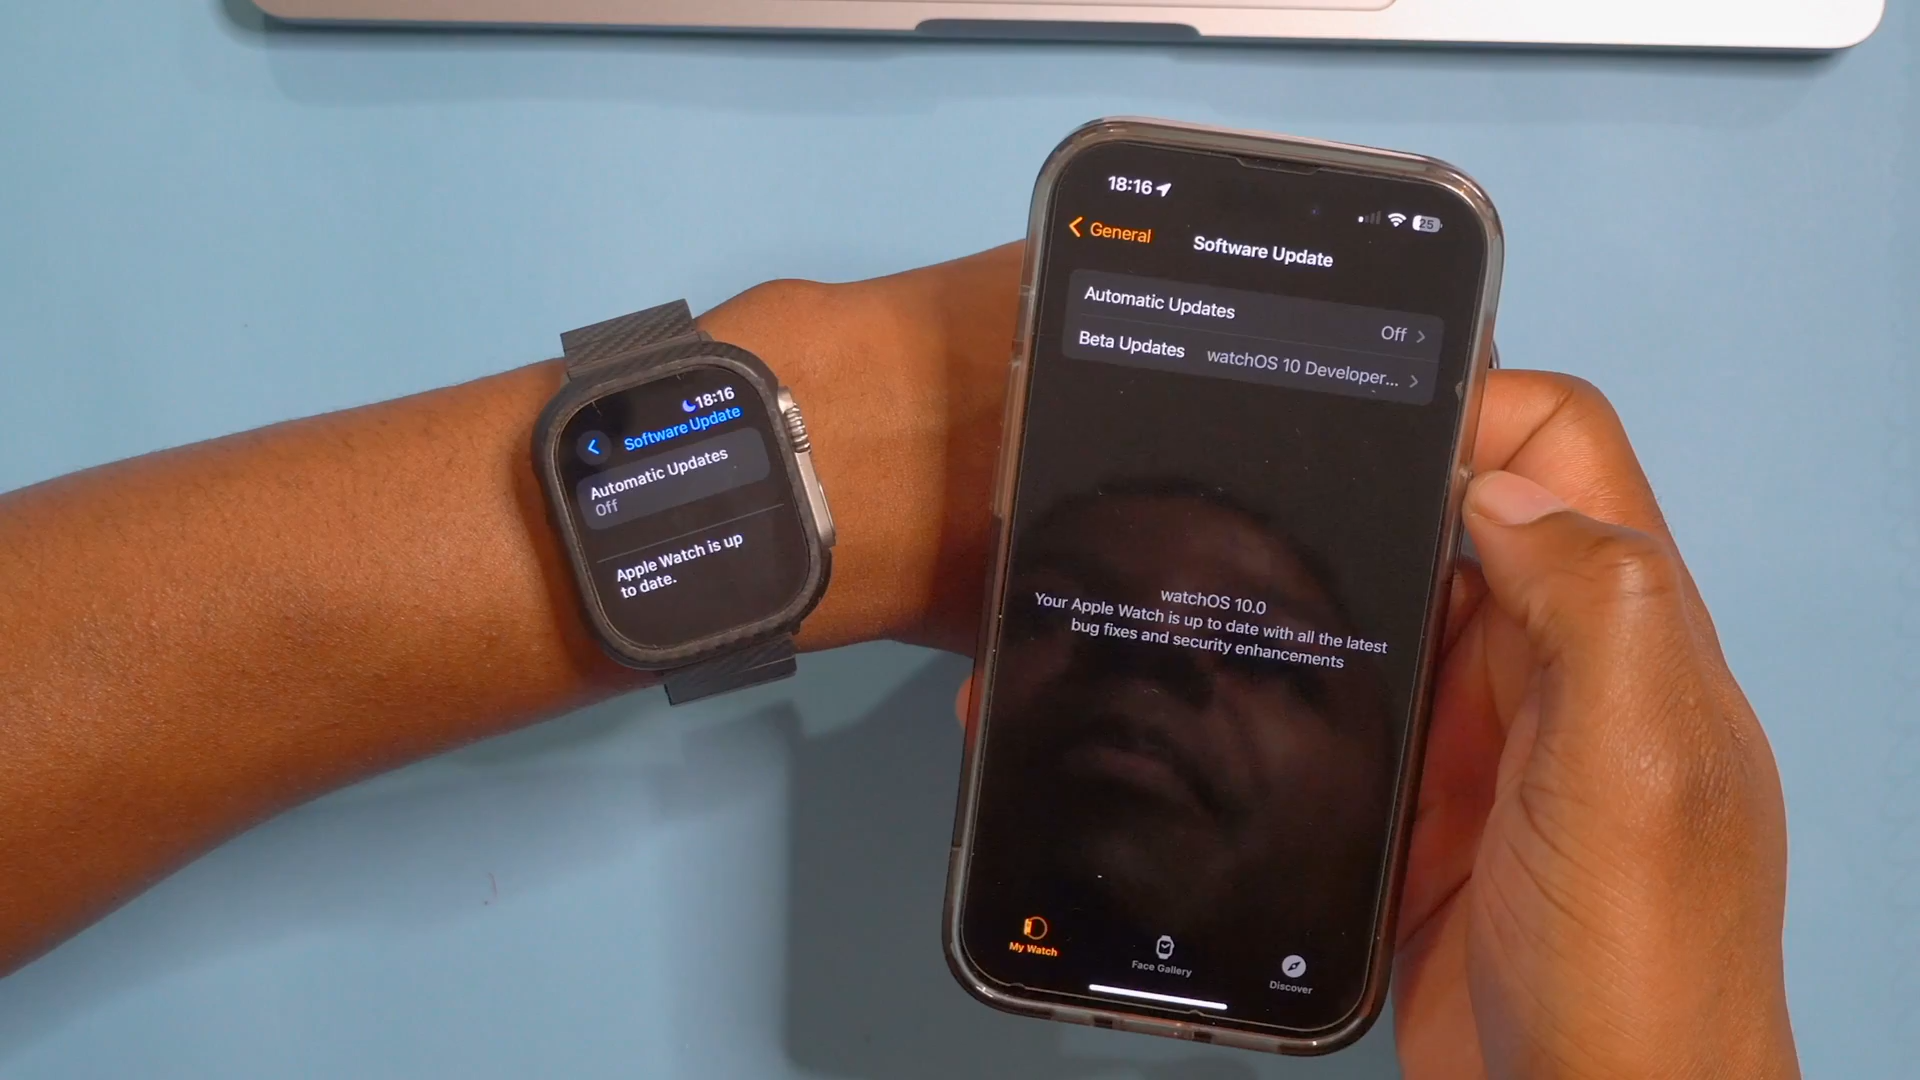 18:16
Software Update
Automatic Updates
Off
Apple Watch is up
to date.
18:16
25
General
Software Update
Automatic Updates
Off
Beta Updates
watchOS 10 Developer...
watchOS 10.0
Your Apple Watch is up to date with all the latest
bug fixes and security enhancements
My Watch
Face Gallery
Discover